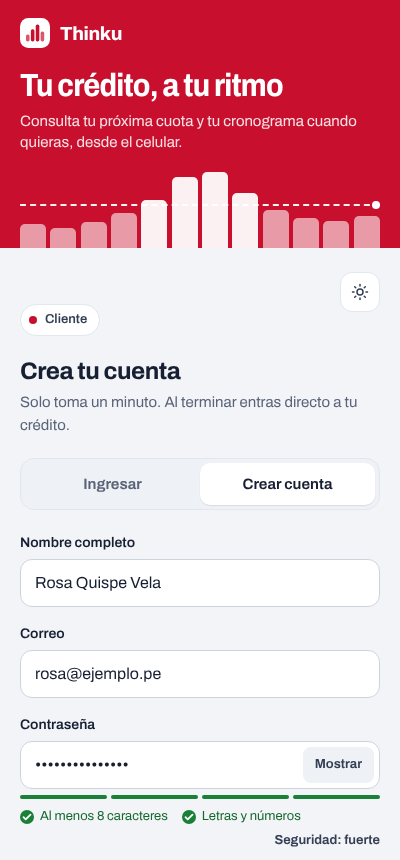 Thinku
Tu crédito, a tu ritmo
Consulta tu próxima cuota y tu cronograma cuando
quieras, desde el celular.
Cliente
Crea tu cuenta
Solo toma un minuto. Al terminar entras directo a tu
crédito.
Ingresar
Crear cuenta
Nombre completo
Rosa Quispe Vela
Correo
rosa@ejemplo.pe
Contraseña
•••••••••••••••
Mostrar
Al menos 8 caracteres
Letras y números
Seguridad: fuerte